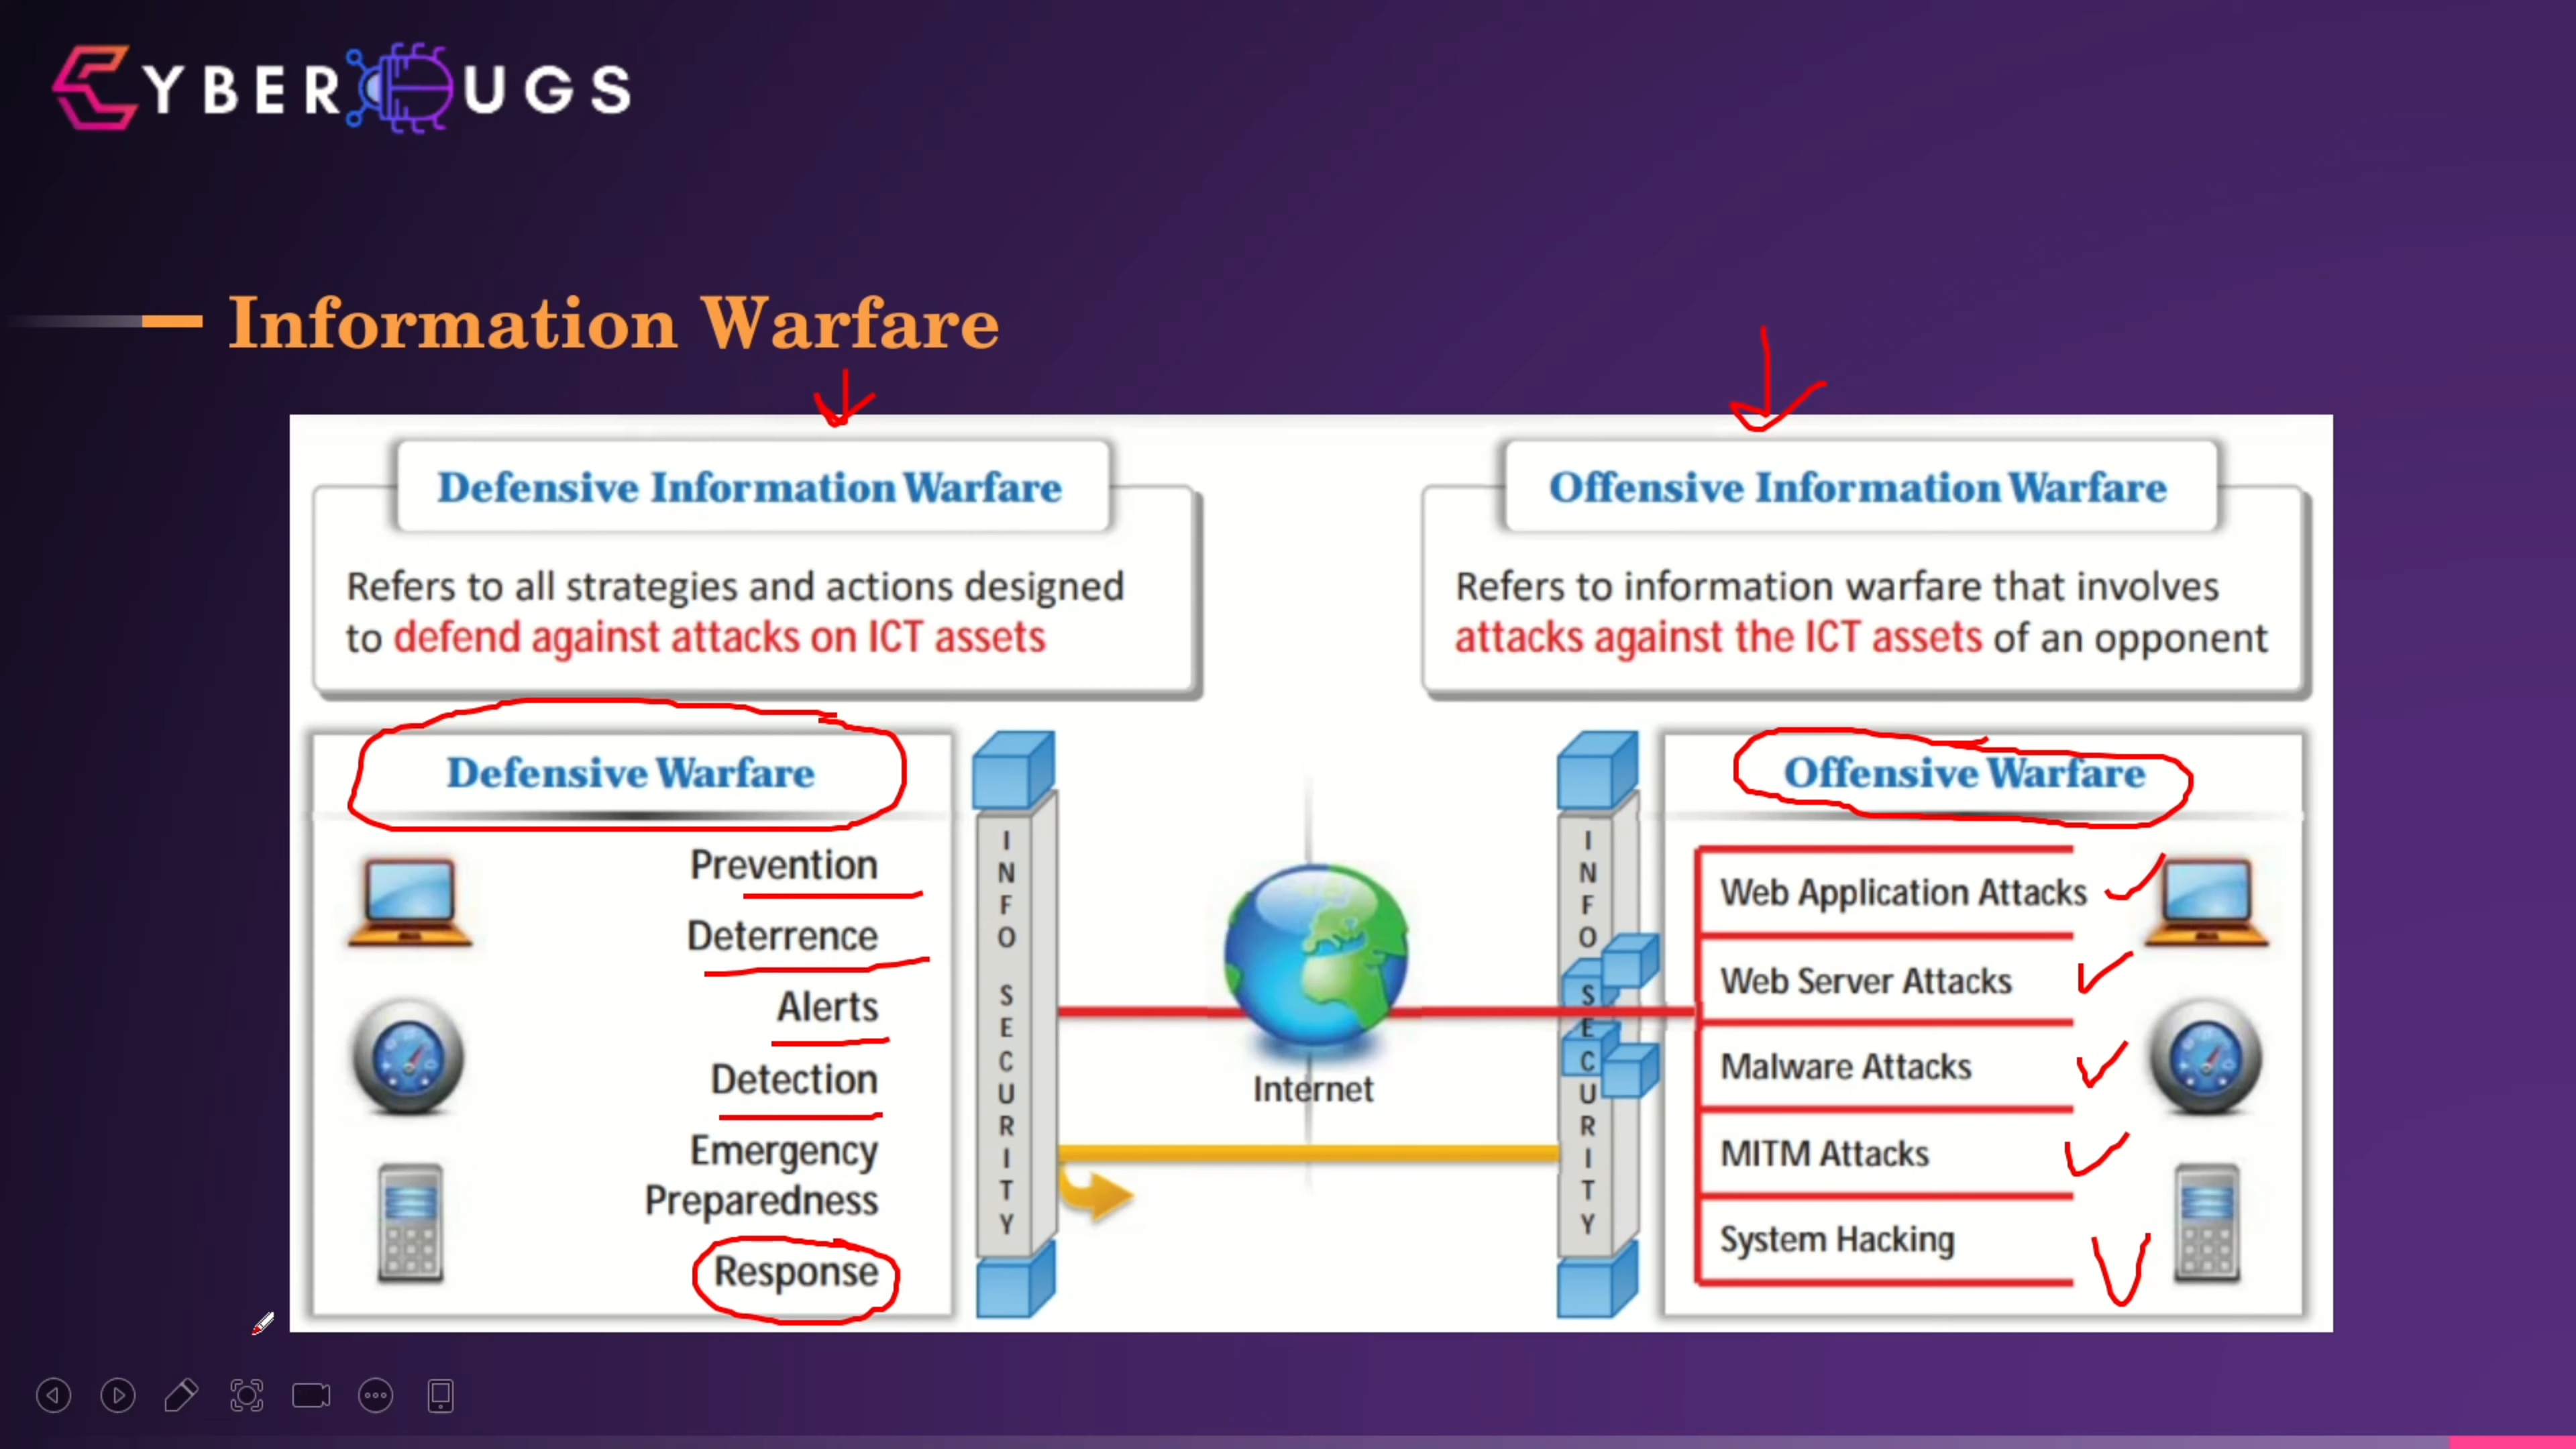 CYBERBUGS
Information Warfare
Defensive Information Warfare
Refers to all strategies and actions designed
to defend against attacks on ICT assets
Offensive Information Warfare
Refers to information warfare that involves
attacks against the ICT assets of an opponent
Defensive Warfare
Prevention
Deterrence
Alerts
Detection
Emergency
Preparedness
Response
INFO SECURITY
Internet
INFO SECURITY
Offensive Warfare
Web Application Attacks
Web Server Attacks
Malware Attacks
MITM Attacks
System Hacking